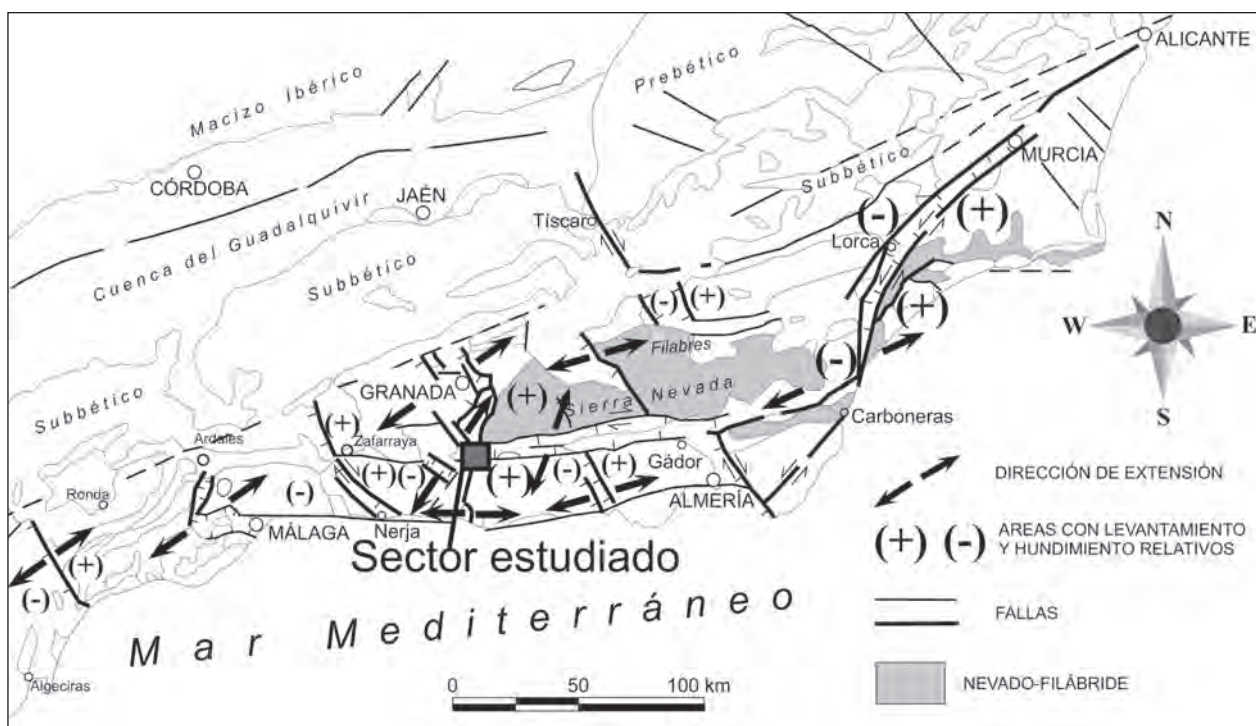 ALICANTE
Macizo Ibérico
Prebético
CÓRDOBA
MURCIA
JAÉN
Subbético
Tíscar
(-)
(+)
Cuenca del Guadalquivir
Lorca
Subbético
N
(-)
(+)
(+)
W
E
Filabres
(-)
GRANADA
(+)
Sierra Nevada
S
Subbético
Carboneras
(+)
Ardales
Zafarraya
Gádor
DIRECCIÓN DE EXTENSIÓN
(+)
(-)
(+)
(-)
(+)
Ronda
(-)
ALMERÍA
MÁLAGA
Nerja
(+)
(-)
AREAS CON LEVANTAMIENTO
Y HUNDIMIENTO RELATIVOS
(+)
Sector estudiado
(-)
FALLAS
Mar Mediterráneo
Algeciras
NEVADO-FILÁBRIDE
0
50
100 km